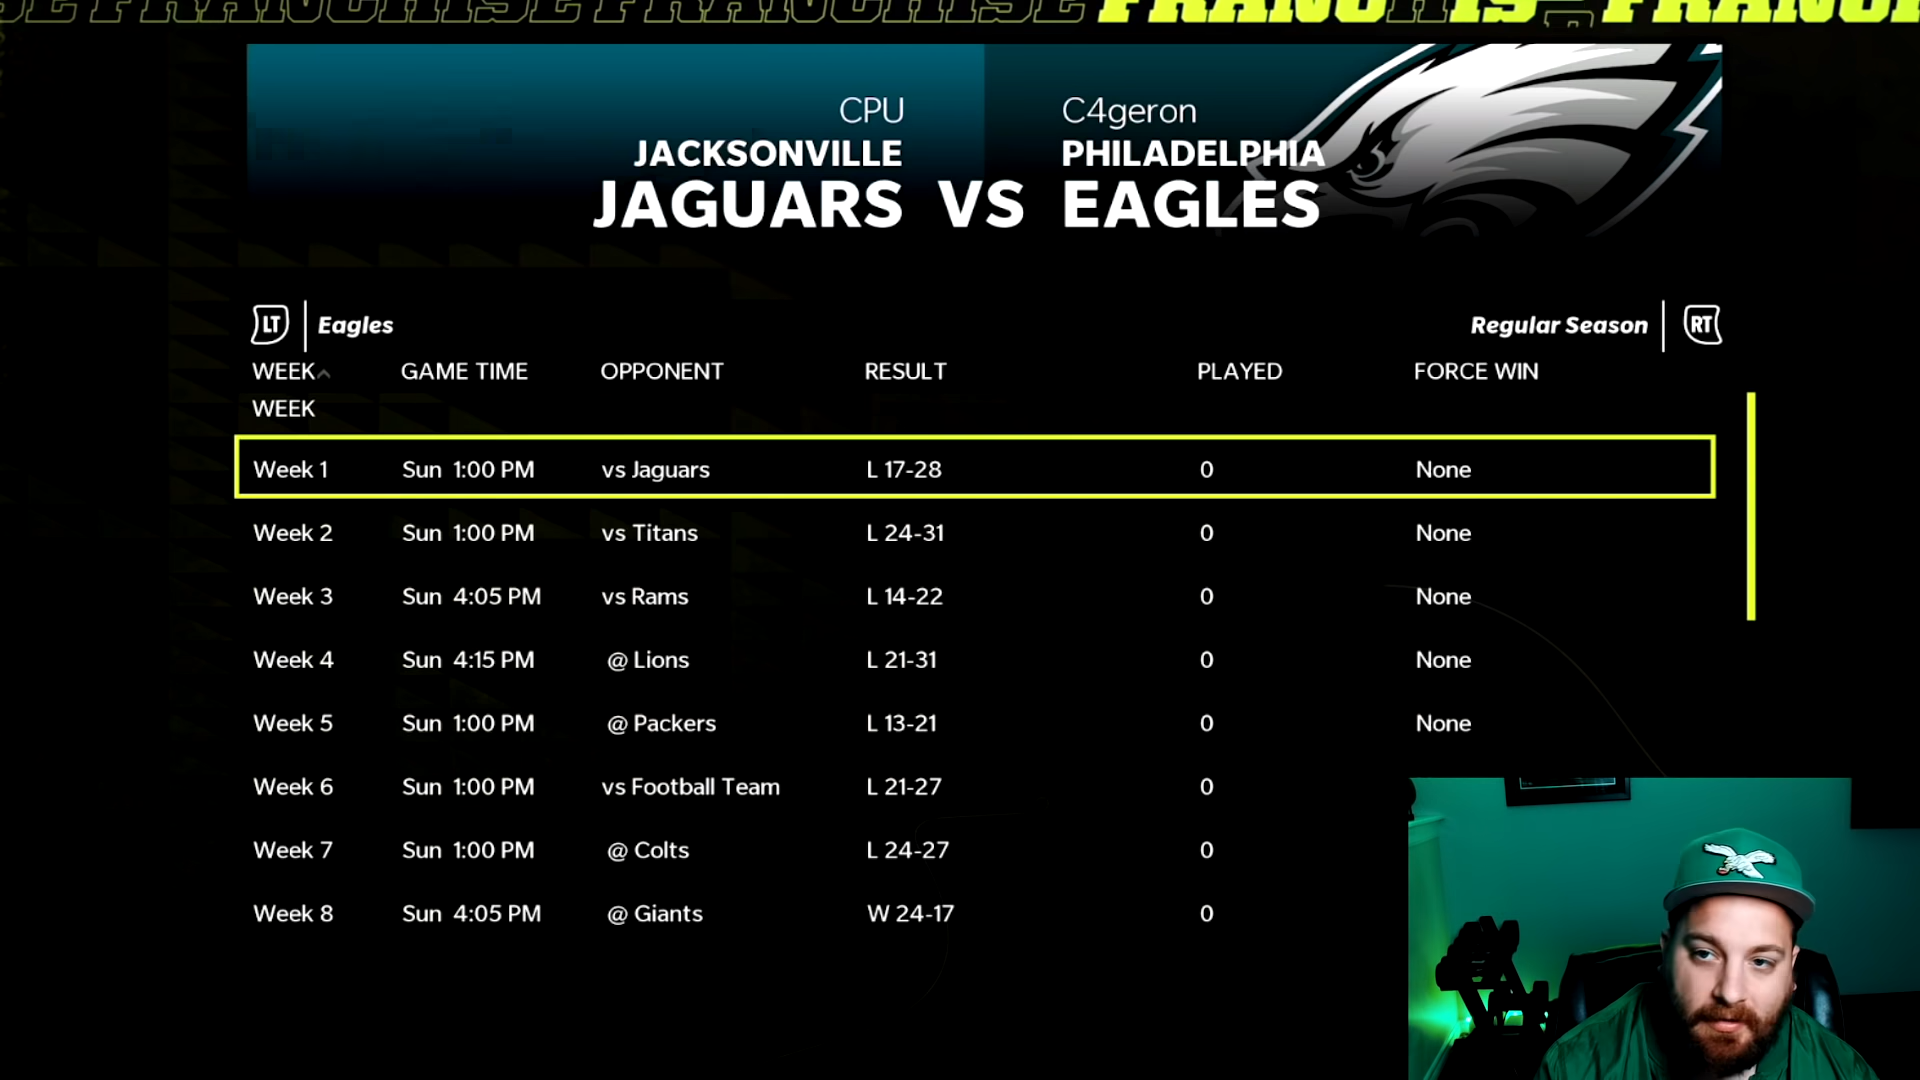 FRANCHISE FRANCHISE
CPU
JACKSONVILLE
JAGUARS
VS
C4geron
PHILADELPHIA
EAGLES
LT Eagles
Regular Season RT
WEEK GAME TIME OPPONENT RESULT PLAYED FORCE WIN
WEEK
Week 1 Sun 1:00 PM vs Jaguars L 17-28 0 None
Week 2 Sun 1:00 PM vs Titans L 24-31 0 None
Week 3 Sun 4:05 PM vs Rams L 14-22 0 None
Week 4 Sun 4:15 PM @ Lions L 21-31 0 None
Week 5 Sun 1:00 PM @ Packers L 13-21 0 None
Week 6 Sun 1:00 PM vs Football Team L 21-27 0
Week 7 Sun 1:00 PM @ Colts L 24-27 0
Week 8 Sun 4:05 PM @ Giants W 24-17 0